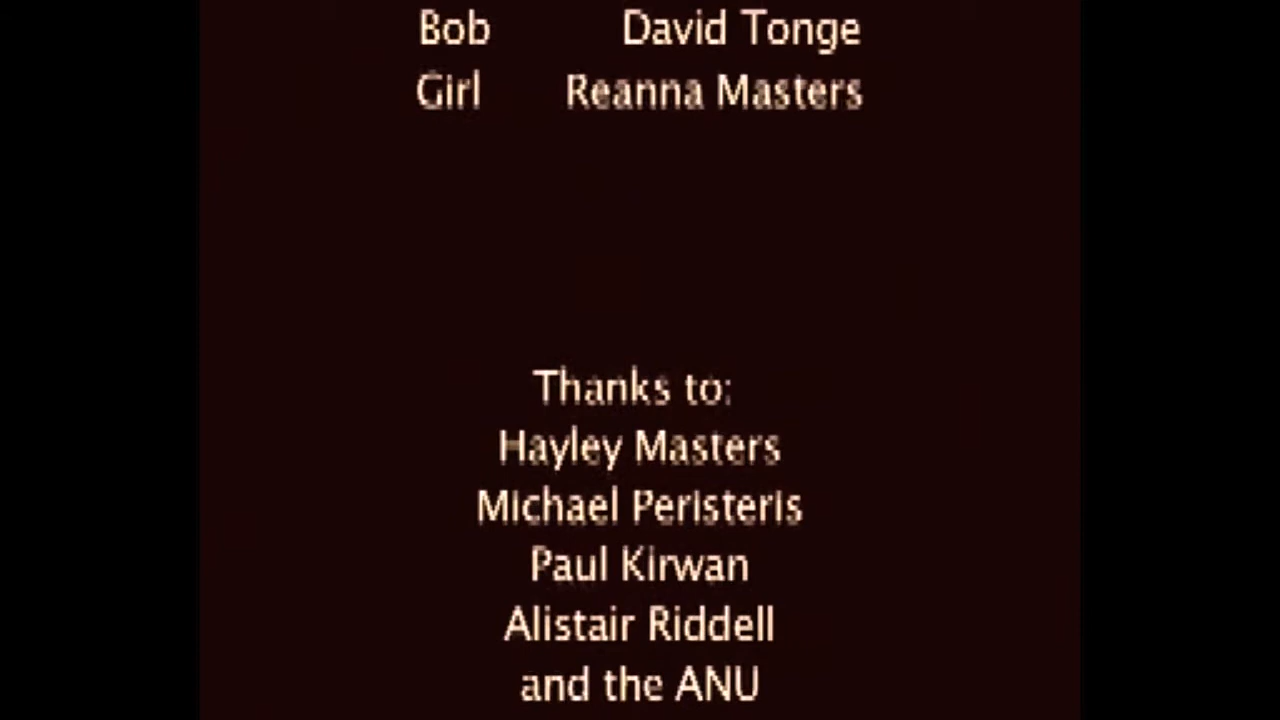 Bob David Tonge
Girl Reanna Masters
Thanks to:
Hayley Masters
Michael Peristeris
Paul Kirwan
Alistair Riddell
and the ANU